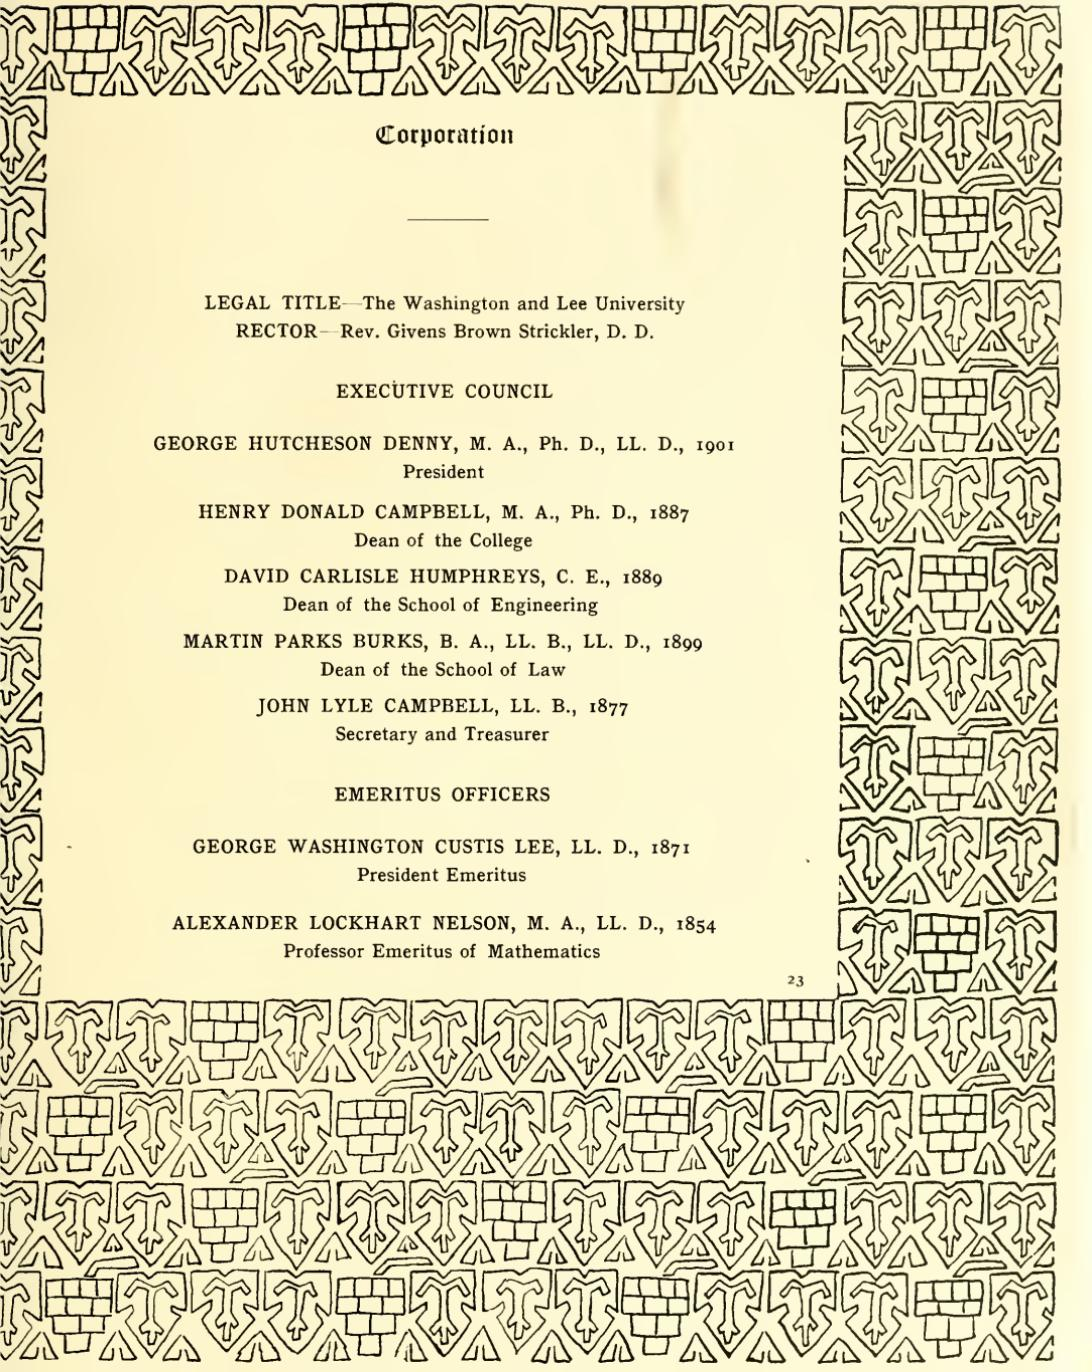 Corporation
LEGAL TITLE—The Washington and Lee University
RECTOR—Rev. Givens Brown Strickler, D. D.
EXECUTIVE COUNCIL
GEORGE HUTCHESON DENNY, M. A., Ph. D., LL. D., 1901
President
HENRY DONALD CAMPBELL, M. A., Ph. D., 1887
Dean of the College
DAVID CARLISLE HUMPHREYS, C. E., 1889
Dean of the School of Engineering
MARTIN PARKS BURKS, B. A., LL. B., LL. D., 1899
Dean of the School of Law
JOHN LYLE CAMPBELL, LL. B., 1877
Secretary and Treasurer
EMERITUS OFFICERS
GEORGE WASHINGTON CUSTIS LEE, LL. D., 1871
President Emeritus
ALEXANDER LOCKHART NELSON, M. A., LL. D., 1854
Professor Emeritus of Mathematics
23